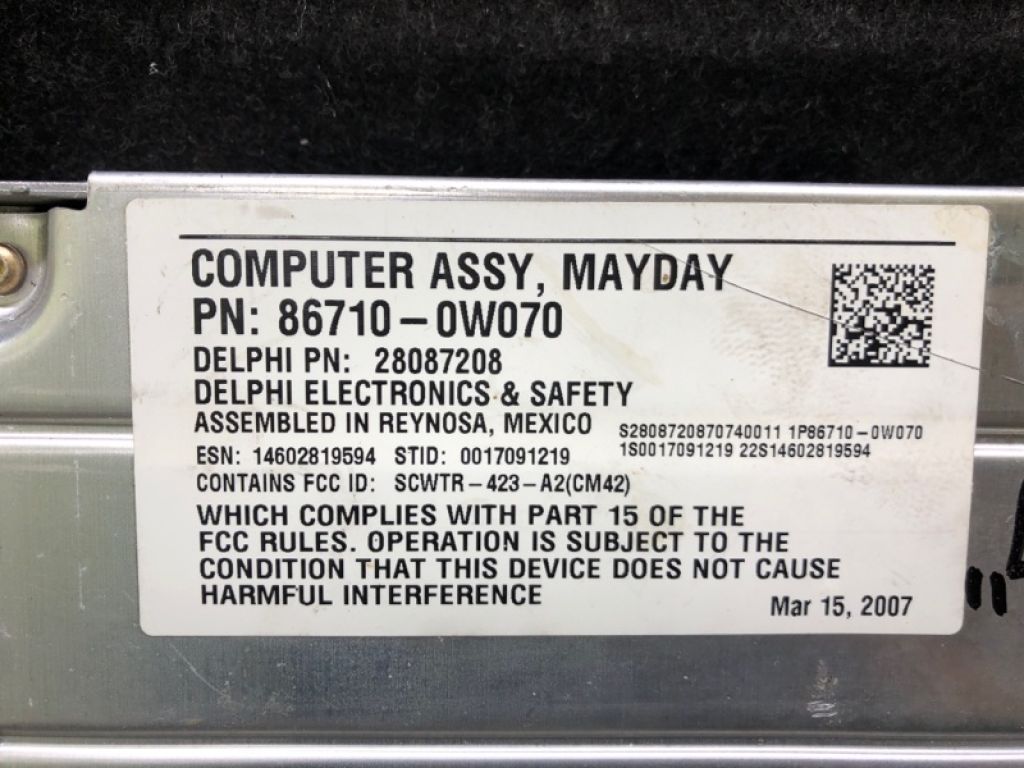 COMPUTER ASSY, MAYDAY
PN: 86710-0W070
DELPHI PN: 28087208
DELPHI ELECTRONICS & SAFETY
ASSEMBLED IN REYNOSA, MEXICO
S2808720870740011 1P86710-0W070
ESN: 14602819594 STID: 0017091219
1S0017091219 22S14602819594
CONTAINS FCC ID: SCWTR-423-A2(CM42)
WHICH COMPLIES WITH PART 15 OF THE
FCC RULES. OPERATION IS SUBJECT TO THE
CONDITION THAT THIS DEVICE DOES NOT CAUSE
HARMFUL INTERFERENCE
Mar 15, 2007